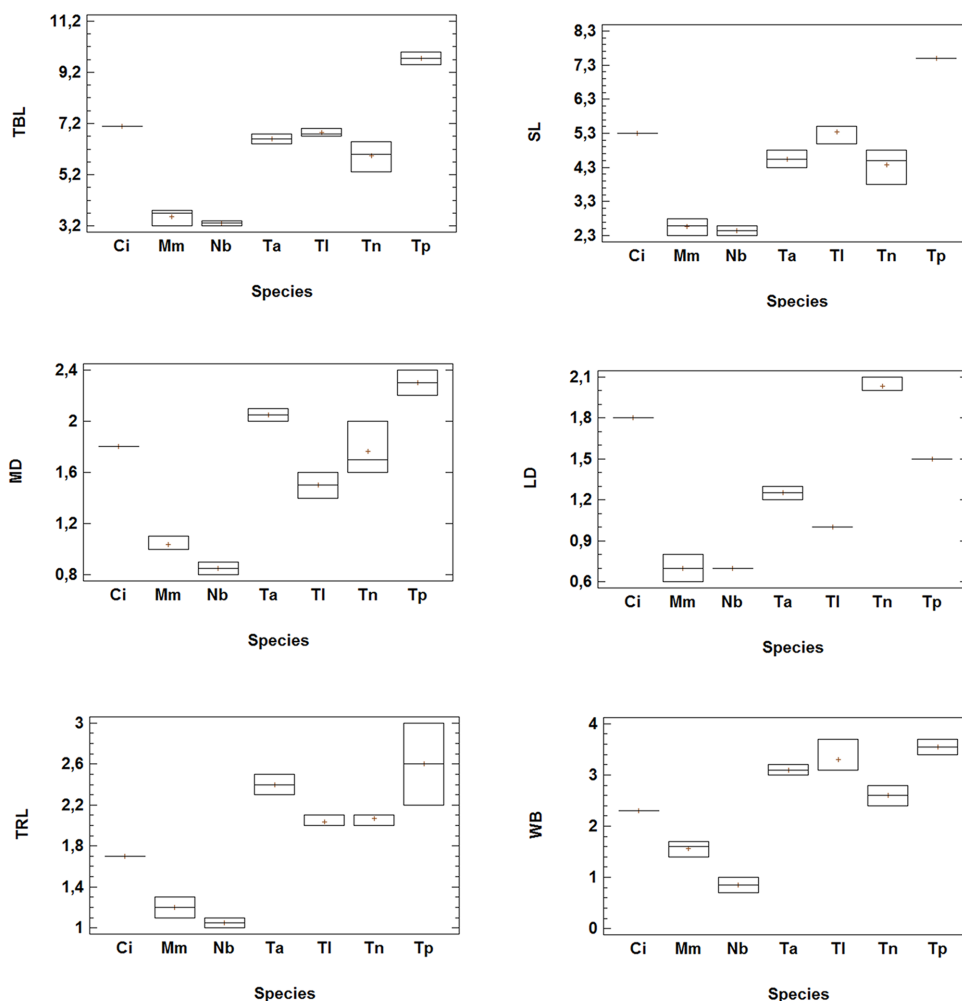 TBL
11,2
9,2
7,2
5,2
3,2
Ci Mm Nb Ta Tl Tn Tp
Species
SL
8,3
7,3
6,3
5,3
4,3
3,3
2,3
Ci Mm Nb Ta Tl Tn Tp
Species
MD
2,4
2
1,6
1,2
0,8
Ci Mm Nb Ta Tl Tn Tp
Species
LD
2,1
1,8
1,5
1,2
0,9
0,6
Ci Mm Nb Ta Tl Tn Tp
Species
TRL
3
2,6
2,2
1,8
1,4
1
Ci Mm Nb Ta Tl Tn Tp
Species
WB
4
3
2
1
0
Ci Mm Nb Ta Tl Tn Tp
Species